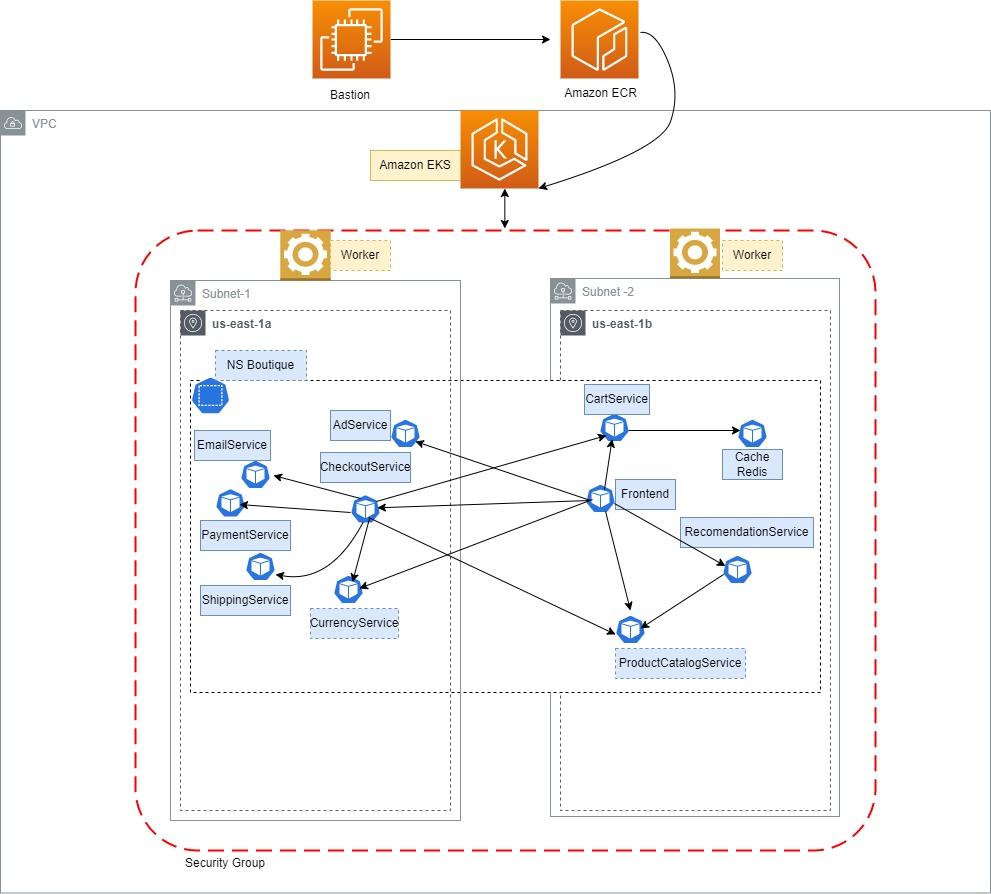 Bastion
Amazon ECR
VPC
Amazon EKS
Worker
Worker
Subnet-1
Subnet -2
us-east-1a
us-east-1b
NS Boutique
CartService
AdService
EmailService
CheckoutService
Cache
Redis
Frontend
PaymentService
RecomendationService
ShippingService
CurrencyService
ProductCatalogService
Security Group
K